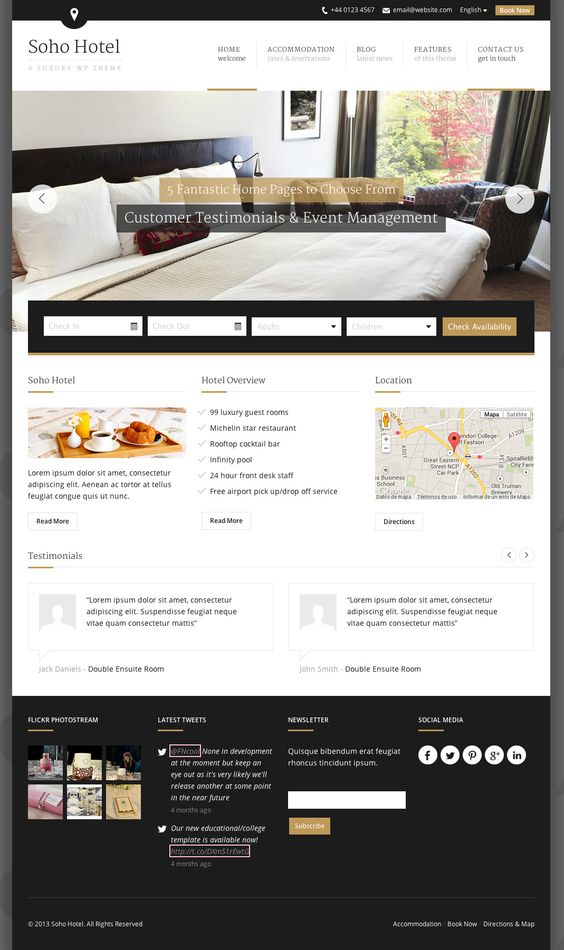 +44 0123 4567 email@website.com English Book Now
Soho Hotel
A LUXURY WP THEME
HOME
welcome
ACCOMMODATION
rates & reservations
BLOG
latest news
FEATURES
of this theme
CONTACT US
get in touch
5 Fantastic Home Pages to Choose From
Customer Testimonials & Event Management
Check In Check Out Adults Children Check Availability
Soho Hotel
Lorem ipsum dolor sit amet, consectetur
adipiscing elit. Aenean ac tortor at tellus
feugiat congue quis ut nunc.
Read More
Hotel Overview
99 luxury guest rooms
Michelin star restaurant
Rooftop cocktail bar
Infinity pool
24 hour front desk staff
Free airport pick up/drop off service
Read More
Location
Mapa Satélite
London College
of Fashion
A1209
A501
Great Eastern
Street NCP
Car Park
Spitalfields
City Farm
ss Business
School
Old Truman
Brewery
Datos de mapa Términos de uso Informar de un error de Maps
Directions
Testimonials
“Lorem ipsum dolor sit amet, consectetur
adipiscing elit. Suspendisse feugiat neque
vitae quam consectetur mattis”
Jack Daniels - Double Ensuite Room
“Lorem ipsum dolor sit amet, consectetur
adipiscing elit. Suspendisse feugiat neque
vitae quam consectetur mattis”
John Smith - Double Ensuite Room
FLICKR PHOTOSTREAM
LATEST TWEETS
@FNcool None in development
at the moment but keep an
eye out as it's very likely we'll
release another at some point
in the near future
4 months ago
Our new educational/college
template is available now!
http://t.co/DXmS1rEwtG
4 months ago
NEWSLETTER
Quisque bibendum erat feugiat
rhoncus tincidunt ipsum.
Subscribe
SOCIAL MEDIA
© 2013 Soho Hotel. All Rights Reserved
Accommodation / Book Now / Directions & Map